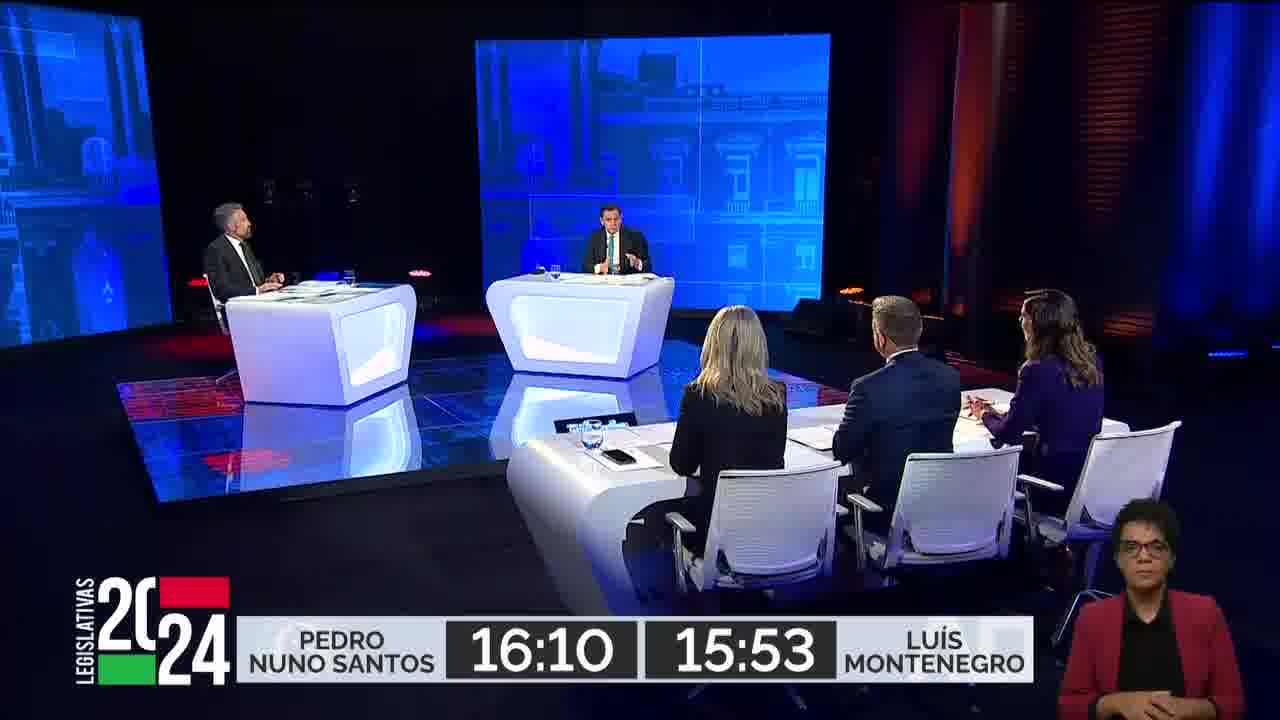 LEGISLATIVAS
2024
PEDRO
NUNO SANTOS
16:10
15:53
LUÍS
MONTENEGRO